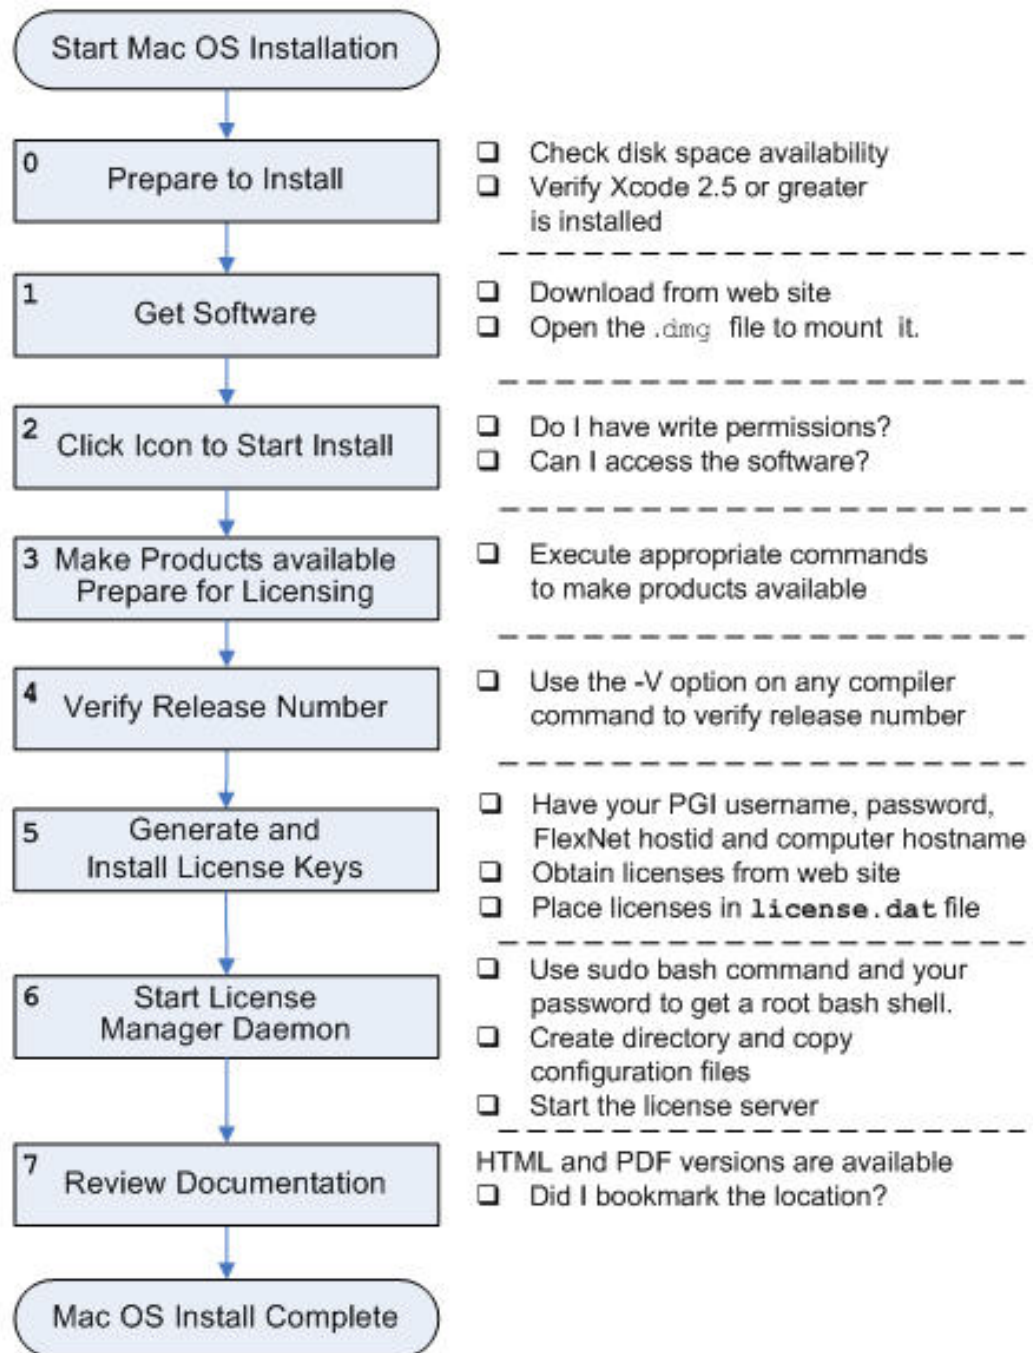 Start Mac OS Installation
0
Prepare to Install
❑ Check disk space availability
❑ Verify Xcode 2.5 or greater
is installed
1
Get Software
❑ Download from web site
❑ Open the .dmg file to mount it.
2
Click Icon to Start Install
❑ Do I have write permissions?
❑ Can I access the software?
3
Make Products available
Prepare for Licensing
❑ Execute appropriate commands
to make products available
4
Verify Release Number
❑ Use the -V option on any compiler
command to verify release number
5
Generate and
Install License Keys
❑ Have your PGI username, password,
FlexNet hostid and computer hostname
❑ Obtain licenses from web site
❑ Place licenses in license.dat file
6
Start License
Manager Daemon
❑ Use sudo bash command and your
password to get a root bash shell.
❑ Create directory and copy
configuration files
❑ Start the license server
7
Review Documentation
HTML and PDF versions are available
❑ Did I bookmark the location?
Mac OS Install Complete